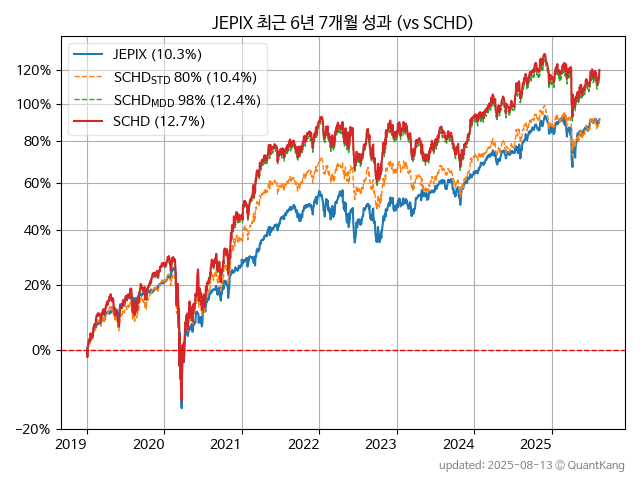 JEPIX 최근 6년 7개월 성과 (vs SCHD)
JEPIX (10.3%)
SCHD_STD 80% (10.4%)
SCHD_MDD 98% (12.4%)
SCHD (12.7%)
120%
100%
80%
60%
40%
20%
0%
−20%
2019 2020 2021 2022 2023 2024 2025
updated: 2025-08-13 ⓒ QuantKang